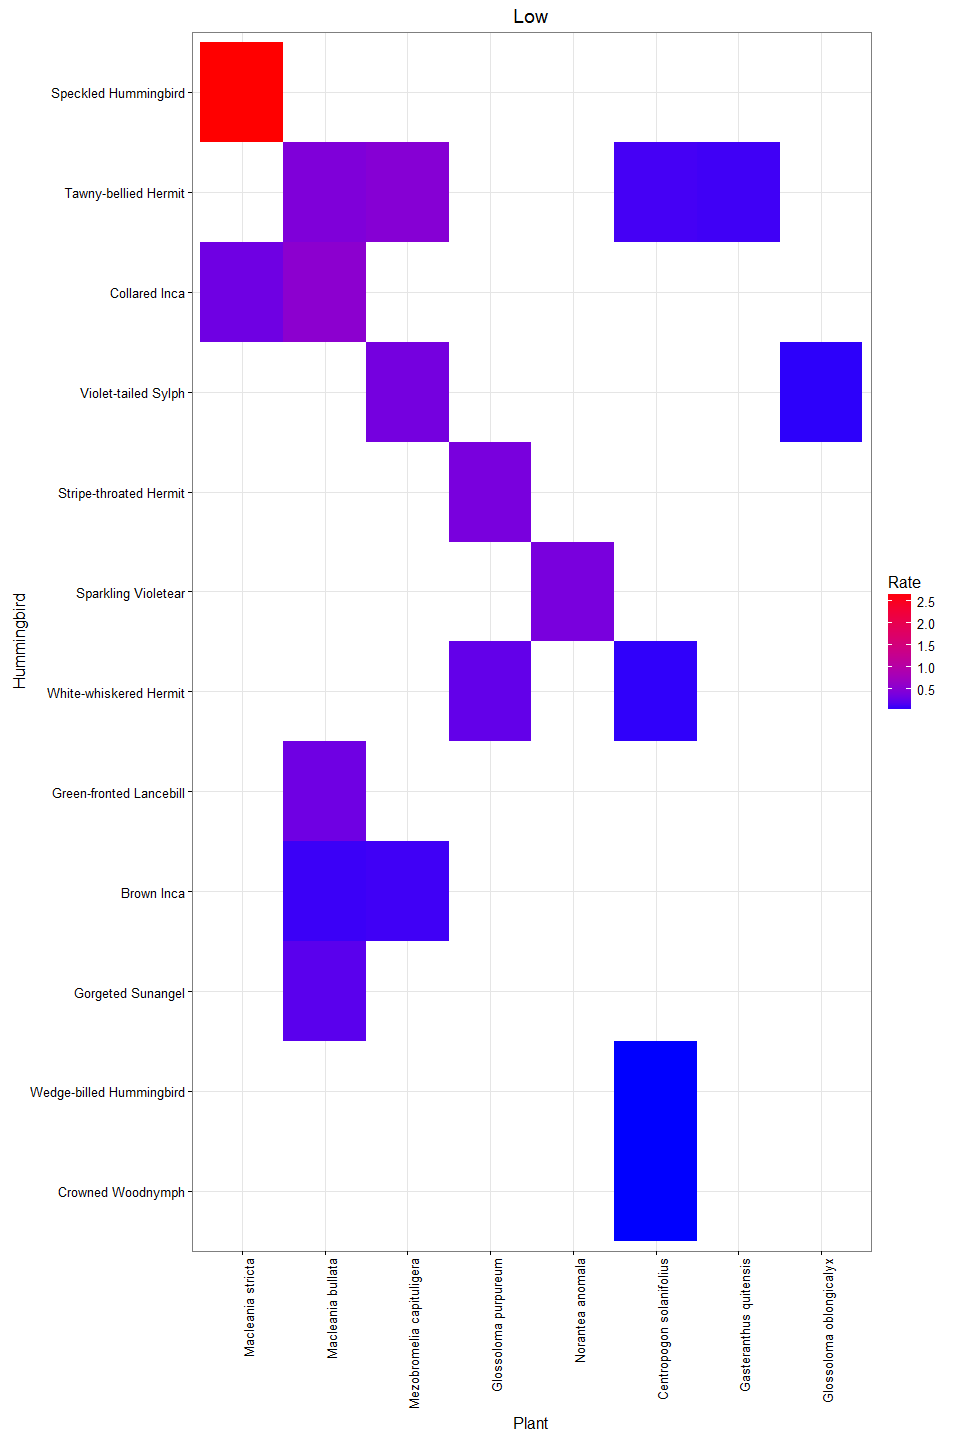 Low
Hummingbird
Speckled Hummingbird
Tawny-bellied Hermit
Collared Inca
Violet-tailed Sylph
Stripe-throated Hermit
Sparkling Violetear
White-whiskered Hermit
Green-fronted Lancebill
Brown Inca
Gorgeted Sunangel
Wedge-billed Hummingbird
Crowned Woodnymph
Macleania stricta
Macleania bullata
Mezobromelia capituligera
Glossoloma purpureum
Norantea anomala
Centropogon solanifolius
Gasteranthus quitensis
Glossoloma oblongicalyx
Plant
Rate
2.5
2.0
1.5
1.0
0.5